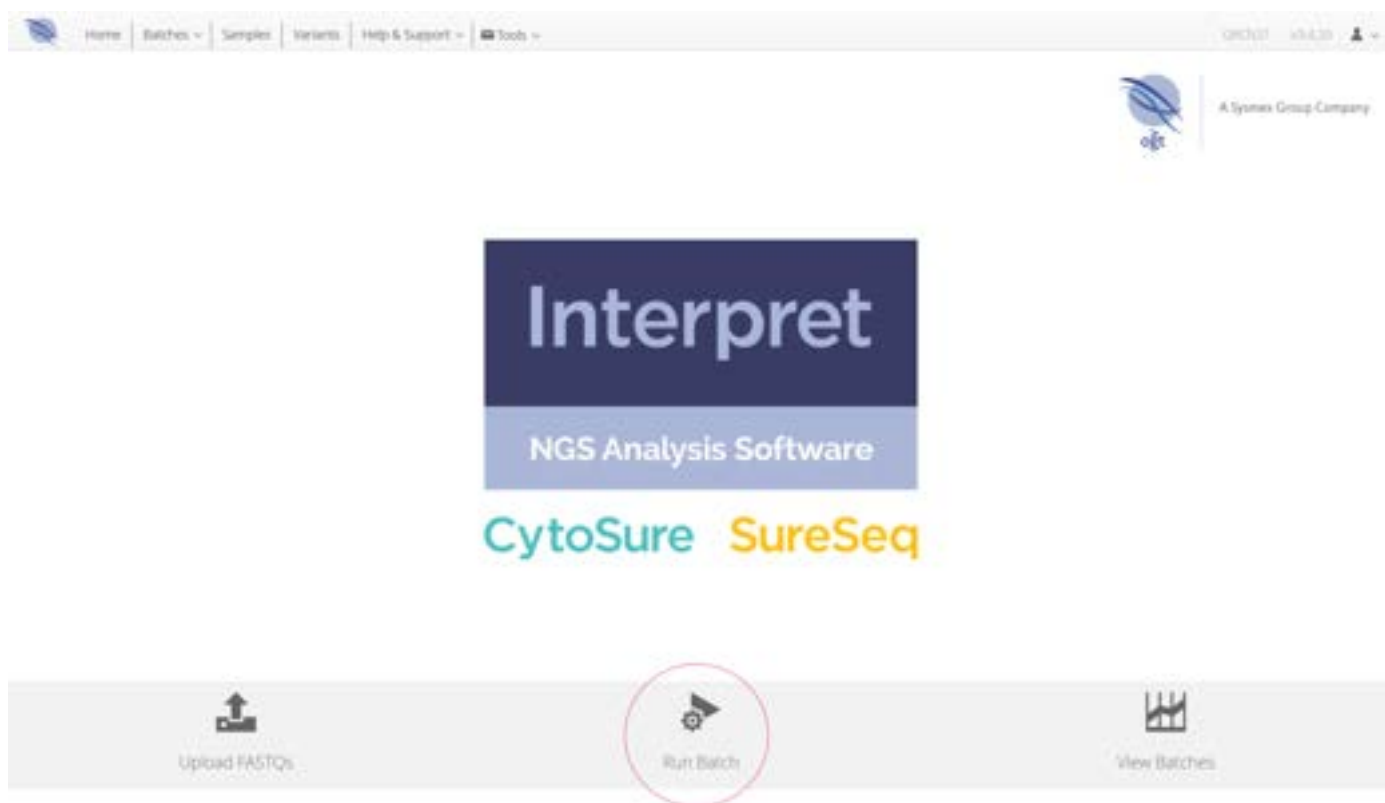 Home Batches Samples Variants Help & Support Tools
A Sysmex Group Company
ogt
Interpret
NGS Analysis Software
CytoSure SureSeq
Upload FASTQs Run Batch View Batches